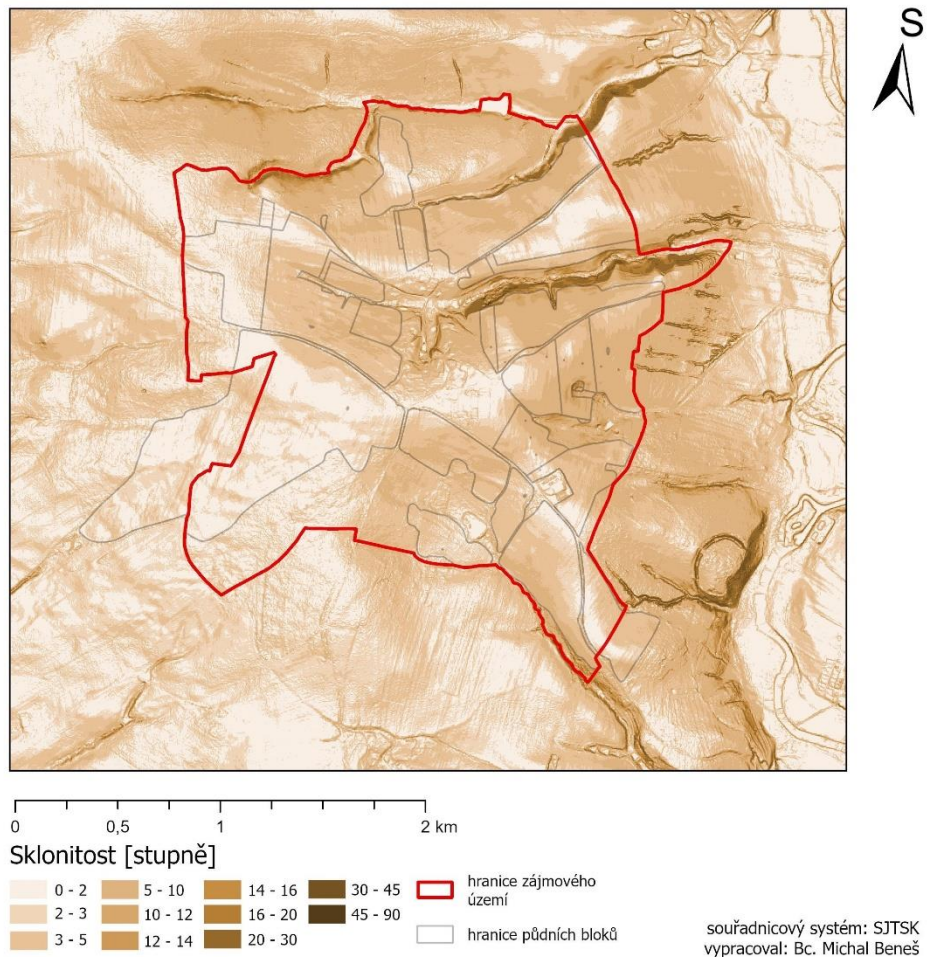 S
0 0,5 1 2 km
Sklonitost [stupně]
0 - 2
2 - 3
3 - 5
5 - 10
10 - 12
12 - 14
14 - 16
16 - 20
20 - 30
30 - 45
45 - 90
hranice zájmového
území
hranice půdních bloků
souřadnicový systém: SJTSK
vypracoval: Bc. Michal Beneš